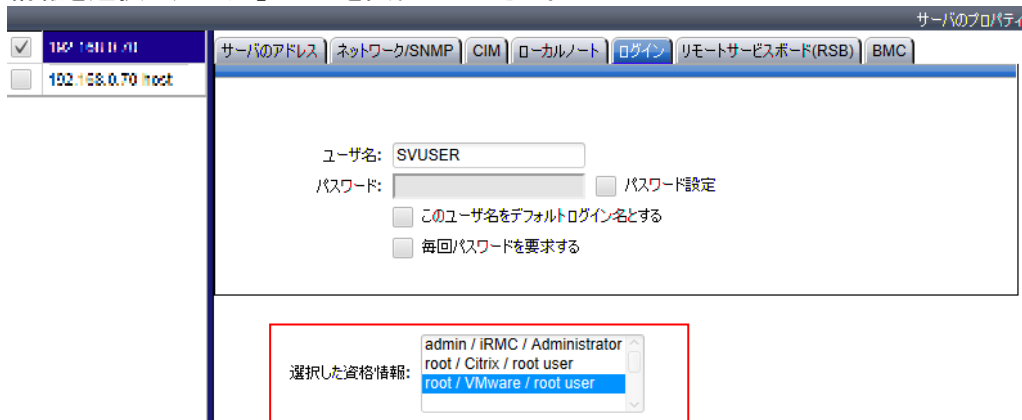 サーバのプロパティ
192.168.0.70
サーバのアドレス ネットワーク/SNMP CIM ローカルノート ログイン リモートサービスボード(RSB) BMC
192.168.0.70 host
ユーザ名: SVUSER
パスワード: パスワード設定
このユーザ名をデフォルトログイン名とする
毎回パスワードを要求する
admin / iRMC / Administrator
選択した資格情報: root / Citrix / root user
root / VMware / root user